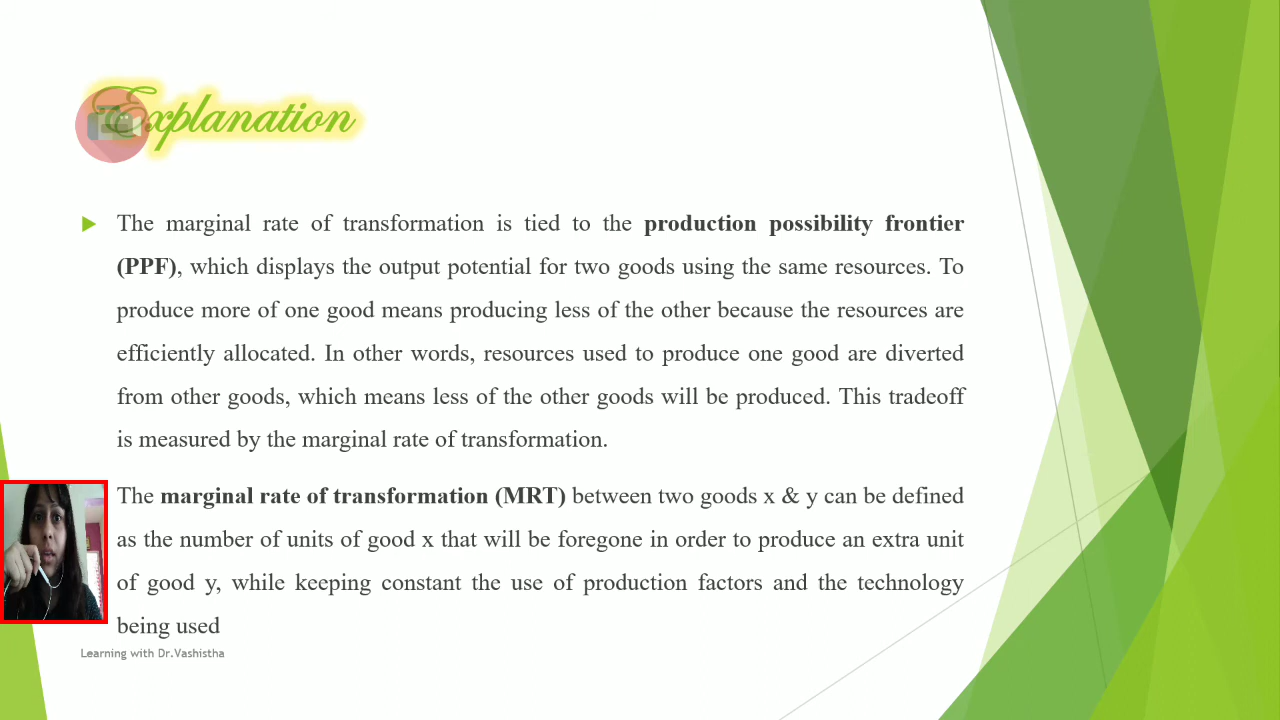 Explanation
The marginal rate of transformation is tied to the production possibility frontier
(PPF), which displays the output potential for two goods using the same resources. To
produce more of one good means producing less of the other because the resources are
efficiently allocated. In other words, resources used to produce one good are diverted
from other goods, which means less of the other goods will be produced. This tradeoff
is measured by the marginal rate of transformation.
The marginal rate of transformation (MRT) between two goods x & y can be defined
as the number of units of good x that will be foregone in order to produce an extra unit
of good y, while keeping constant the use of production factors and the technology
being used
Learning with Dr.Vashistha